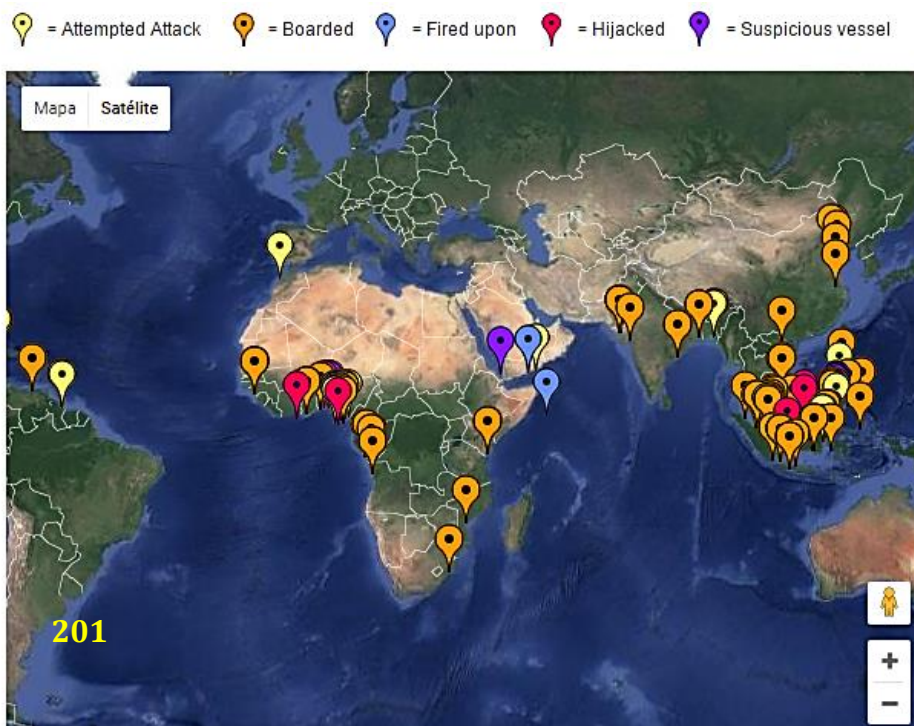 = Attempted Attack = Boarded = Fired upon = Hijacked = Suspicious vessel
Mapa Satélite
201
+
−